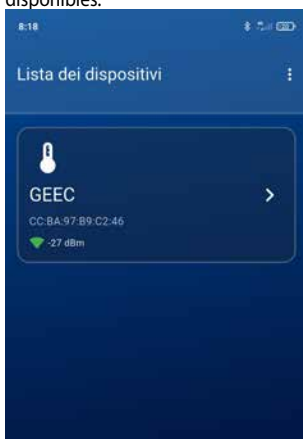 disponibles.
8:18
Lista dei dispositivi
GEEC
CC:BA:97:B9:C2:46
-27 dBm